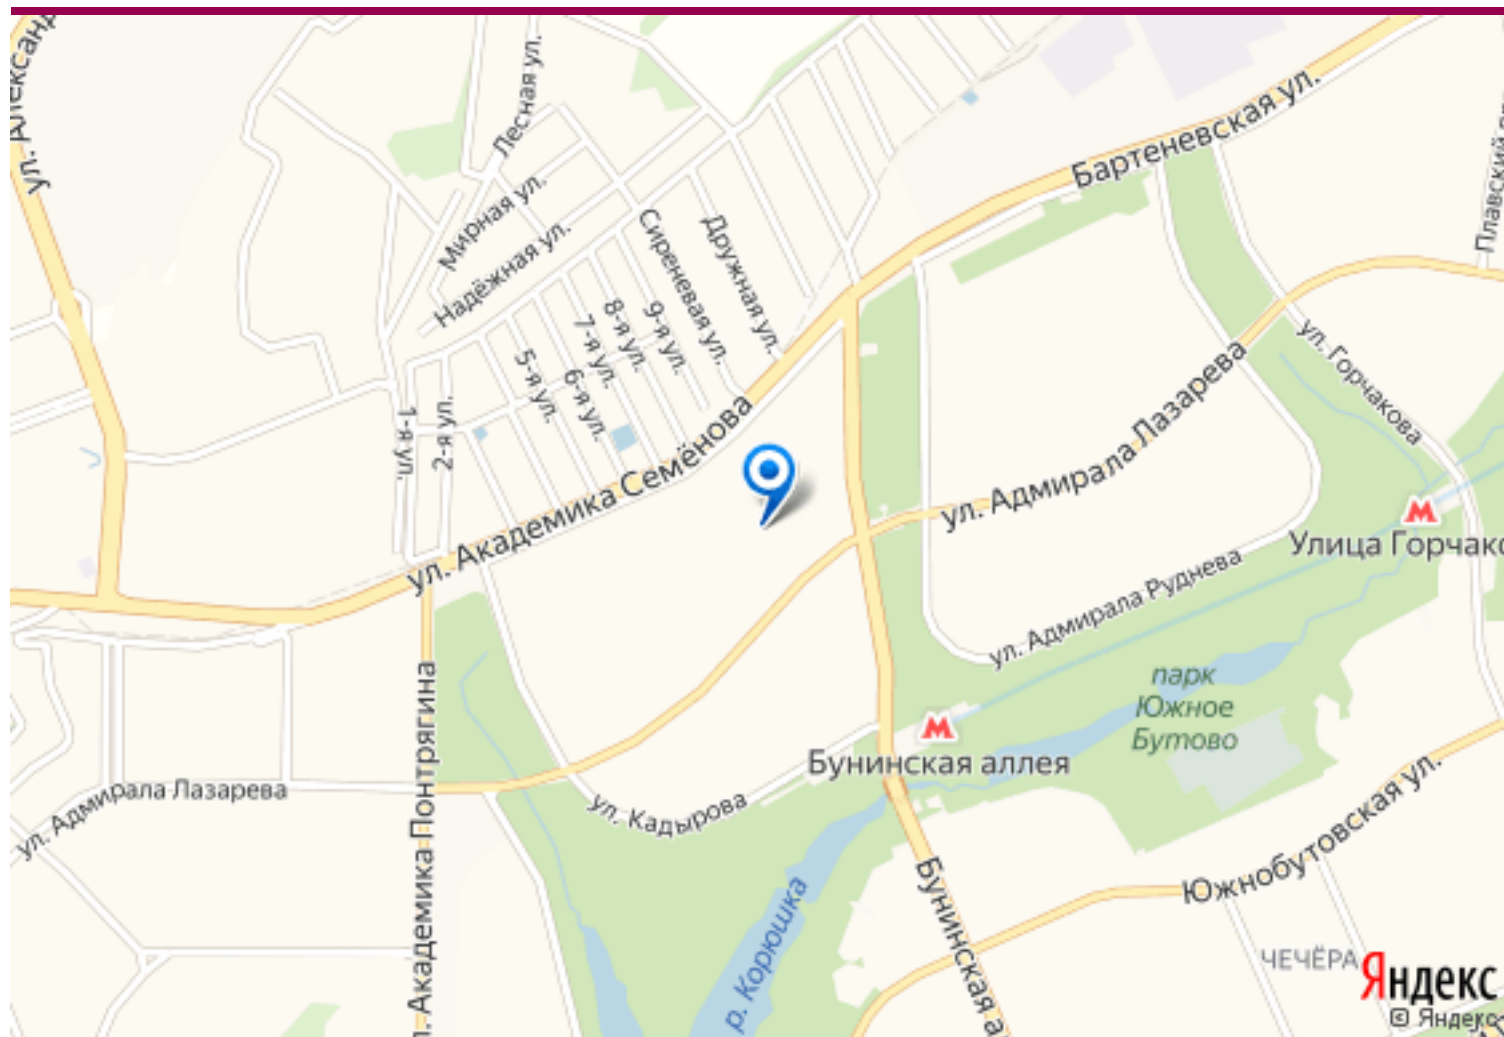 ул. Александ
Лесная ул.
Бартеневская ул.
Плавский
Мирная ул.
Надёжная ул.
Сиреневая ул.
Дружная ул.
9-я ул.
8-я ул.
7-я ул.
6-я ул.
5-я ул.
2-я ул.
1-я ул.
ул. Горчакова
ул. Адмирала Лазарева
ул. Академика Семёнова
М
Улица Горчако
ул. Адмирала Руднева
парк
Южное
Бутово
М
Бунинская аллея
ул. Адмирала Лазарева
ул. Кадырова
л. Академика Понтрягина
Южнобутовская ул.
Бунинская а
р. Корюшка
ЧЕЧЁРА
Яндекс
© Яндекс